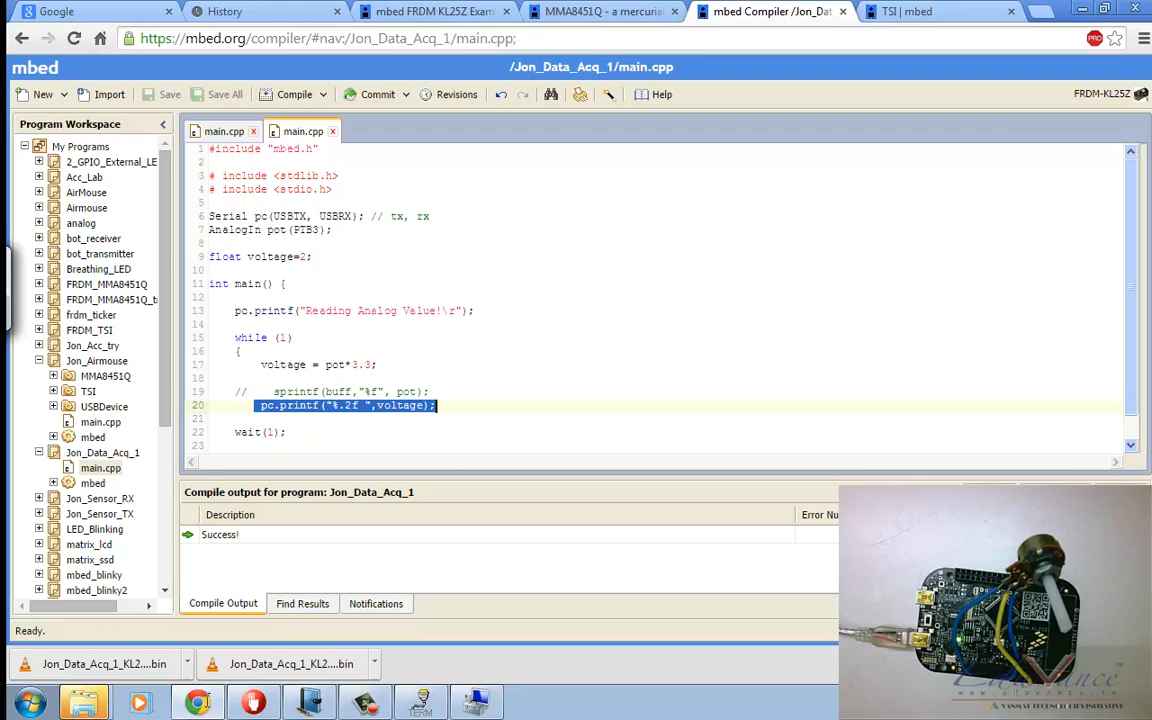 Google
History
mbed FRDM KL25Z Exam
MMA8451Q - a mercurial
mbed Compiler /Jon_Dat
TSI | mbed
https://mbed.org/compiler/#nav:/Jon_Data_Acq_1/main.cpp;
PRO
mbed
/Jon_Data_Acq_1/main.cpp
New
Import
Save
Save All
Compile
Commit
Revisions
Help
FRDM-KL25Z
Program Workspace
My Programs
2_GPIO_External_LE
Acc_Lab
AirMouse
Airmouse
analog
bot_receiver
bot_transmitter
Breathing_LED
FRDM_MMA8451Q
FRDM_MMA8451Q_t
frdm_ticker
FRDM_TSI
Jon_Acc_try
Jon_Airmouse
MMA8451Q
TSI
USBDevice
main.cpp
mbed
Jon_Data_Acq_1
main.cpp
mbed
Jon_Sensor_RX
Jon_Sensor_TX
LED_Blinking
matrix_lcd
matrix_ssd
mbed_blinky
mbed_blinky2
main.cpp
main.cpp
1 #include "mbed.h"
2
3 # include <stdlib.h>
4 # include <stdio.h>
5
6 Serial pc(USBTX, USBRX); // tx, rx
7 AnalogIn pot(PTB3);
8
9 float voltage=2;
10
11 int main() {
12
13 pc.printf("Reading Analog Value!\r");
14
15 while (1)
16 {
17 voltage = pot*3.3;
18
19 // sprintf(buff,"%f", pot);
20 pc.printf("%.2f ",voltage);
21
22 wait(1);
23
Compile output for program: Jon_Data_Acq_1
Description
Error Nu
Success!
Compile Output
Find Results
Notifications
Ready.
Jon_Data_Acq_1_KL2....bin
Jon_Data_Acq_1_KL2....bin
TERM
Eduvance
www.eduvance.in